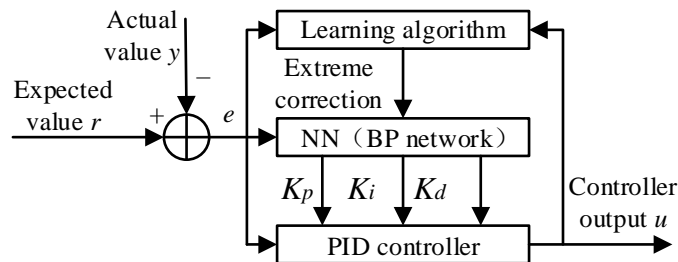 Actual
value y
Learning algorithm
−
Extreme
correction
Expected
value r
+
e
NN（BP network）
Kp
Ki
Kd
Controller
output u
PID controller